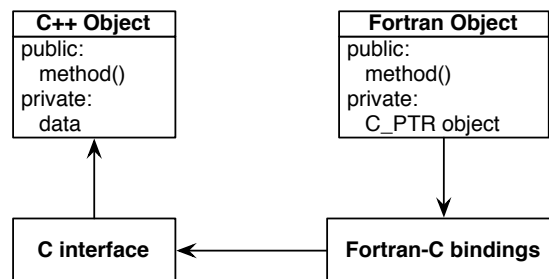 C++ Object
public:
method()
private:
data
Fortran Object
public:
method()
private:
C_PTR object
C interface
Fortran-C bindings